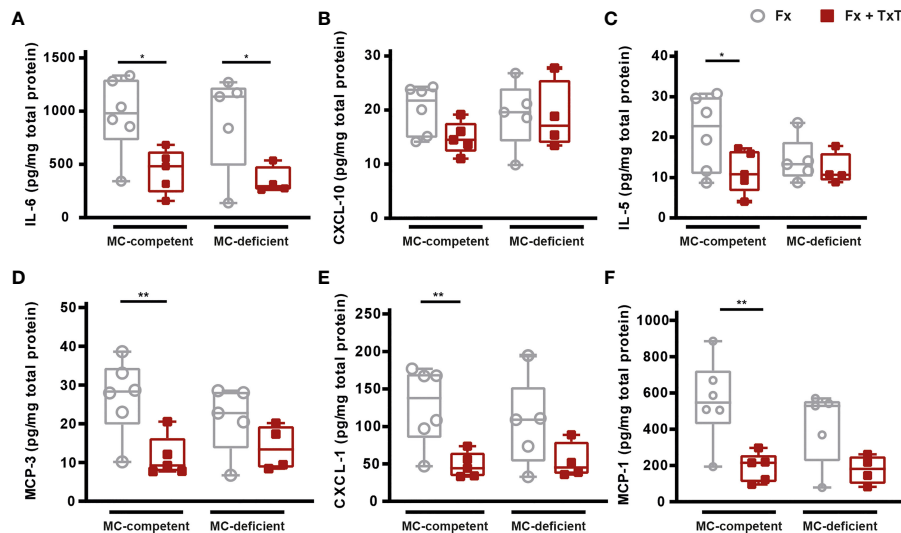 A
B
C
Fx
Fx + TxT
IL-6 (pg/mg total protein)
1500
1000
500
0
*
*
MC-competent
MC-deficient
CXCL-10 (pg/mg total protein)
30
20
10
0
MC-competent
MC-deficient
IL-5 (pg/mg total protein)
40
30
20
10
0
*
MC-competent
MC-deficient
D
E
F
MCP-3 (pg/mg total protein)
50
40
30
20
10
0
**
MC-competent
MC-deficient
CXC L-1 (pg/mg total protein)
250
200
150
100
50
0
**
MC-competent
MC-deficient
MCP-1 (pg/mg total protein)
1000
800
600
400
200
0
**
MC-competent
MC-deficient